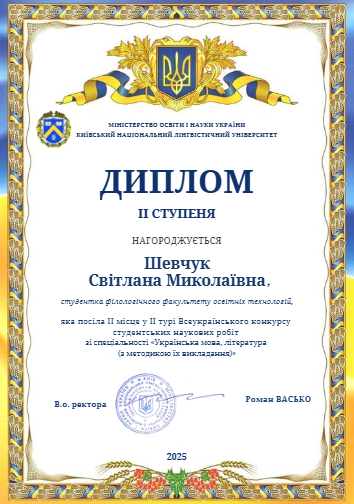 МІНІСТЕРСТВО ОСВІТИ І НАУКИ УКРАЇНИ
КИЇВСЬКИЙ НАЦІОНАЛЬНИЙ ЛІНГВІСТИЧНИЙ УНІВЕРСИТЕТ
ДИПЛОМ
ІІ СТУПЕНЯ
НАГОРОДЖУЄТЬСЯ
Шевчук
Світлана Миколаївна,
студентка філологічного факультету освітніх технологій,
яка посіла ІІ місце у ІІ турі Всеукраїнського конкурсу
студентських наукових робіт
зі спеціальності «Українська мова, література
(з методикою їх викладання)»
В.о. ректора
Роман ВАСЬКО
2025